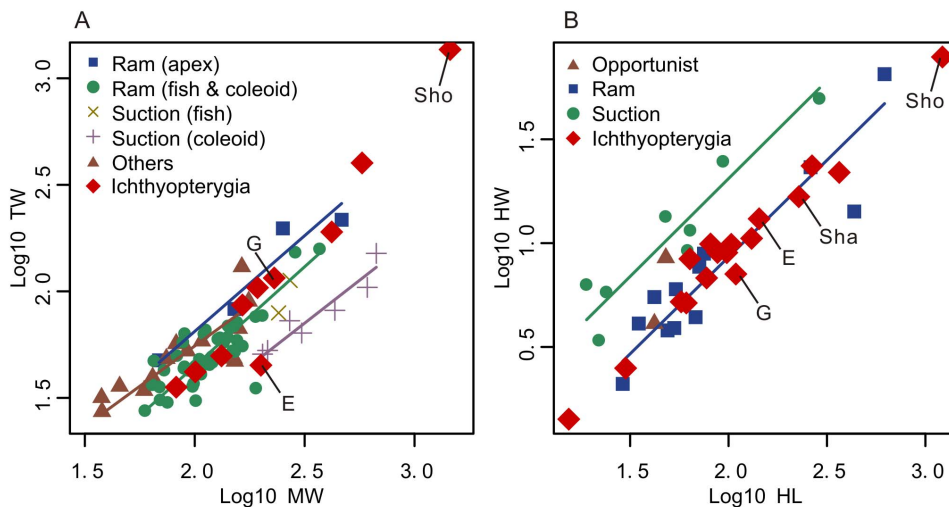 A
Log10 TW
3.0
2.5
2.0
1.5
Ram (apex)
Ram (fish & coleoid)
Suction (fish)
Suction (coleoid)
Others
Ichthyopterygia
Sho
G
E
1.5 2.0 2.5 3.0
Log10 MW
B
Log10 HW
1.5
1.0
0.5
Opportunist
Ram
Suction
Ichthyopterygia
Sho
Sha
E
G
1.5 2.0 2.5 3.0
Log10 HL